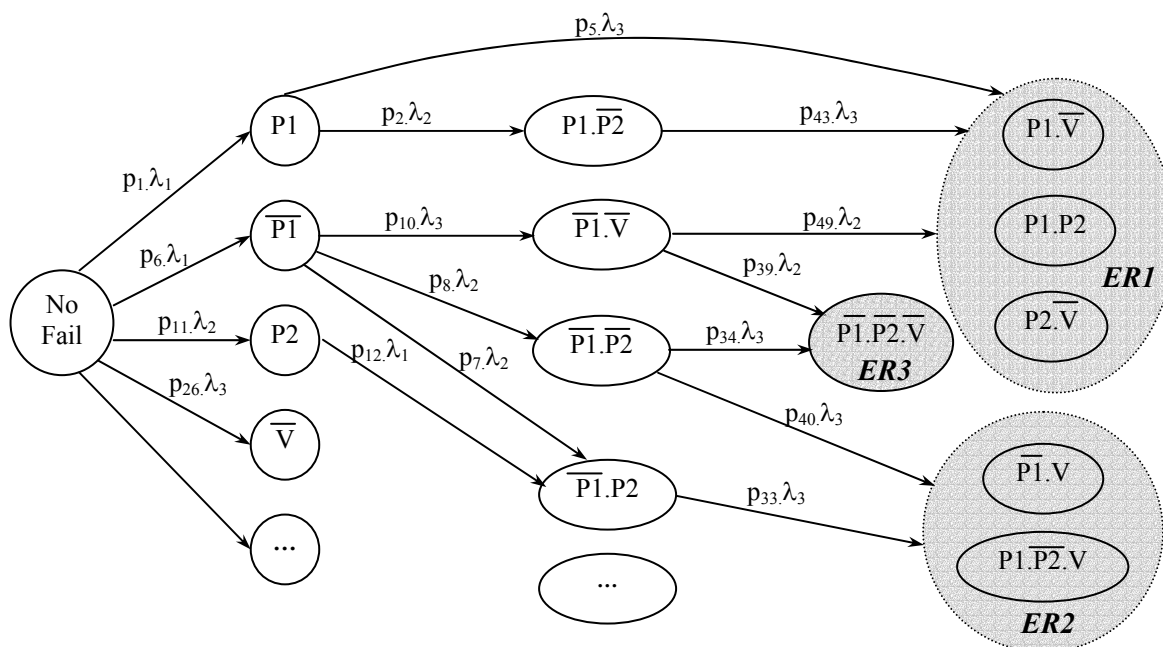 p₅.λ₃
P1
p₂.λ₂
P1.P̅2̅
p₄₃.λ₃
P1.V̅
p₁.λ₁
P̅1̅
p₁₀.λ₃
P̅1̅.V̅
p₄₉.λ₂
P1.P2
p₆.λ₁
p₃₉.λ₂
ER1
p₈.λ₂
No
Fail
p₁₁.λ₂
P2
p₁₂.λ₁
p₇.λ₂
P̅1̅.P̅2̅
p₃₄.λ₃
P̅1̅.P̅2̅.V̅
ER3
P2.V̅
p₂₆.λ₃
V̅
p₄₀.λ₃
P̅1̅.V
P̅1̅.P2
p₃₃.λ₃
...
...
P1.P̅2̅.V
ER2